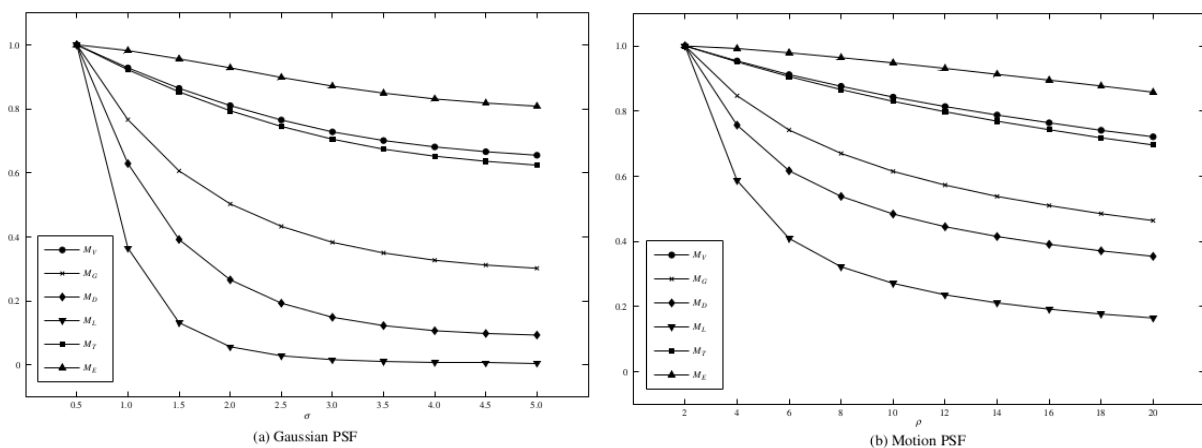 1.0
0.8
0.6
0.4
0.2
0
M_V
M_G
M_D
M_L
M_T
M_E
0.5 1.0 1.5 2.0 2.5 3.0 3.5 4.0 4.5 5.0
σ
(a) Gaussian PSF
1.0
0.8
0.6
0.4
0.2
0
M_V
M_G
M_D
M_L
M_T
M_E
2 4 6 8 10 12 14 16 18 20
ρ
(b) Motion PSF